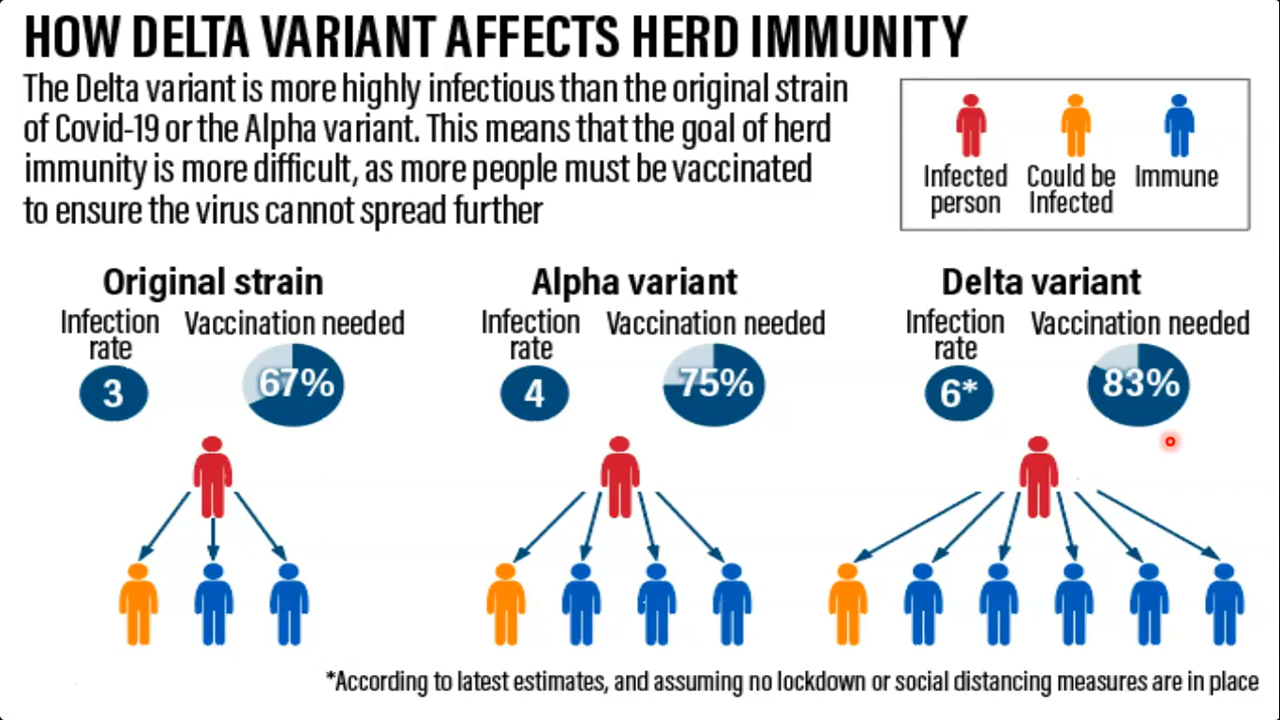 HOW DELTA VARIANT AFFECTS HERD IMMUNITY
The Delta variant is more highly infectious than the original strain
of Covid-19 or the Alpha variant. This means that the goal of herd
immunity is more difficult, as more people must be vaccinated
to ensure the virus cannot spread further
Infected
person
Could be
Infected
Immune
Original strain
Infection
rate
3
Vaccination needed
67%
Alpha variant
Infection
rate
4
Vaccination needed
75%
Delta variant
Infection
rate
6*
Vaccination needed
83%
*According to latest estimates, and assuming no lockdown or social distancing measures are in place